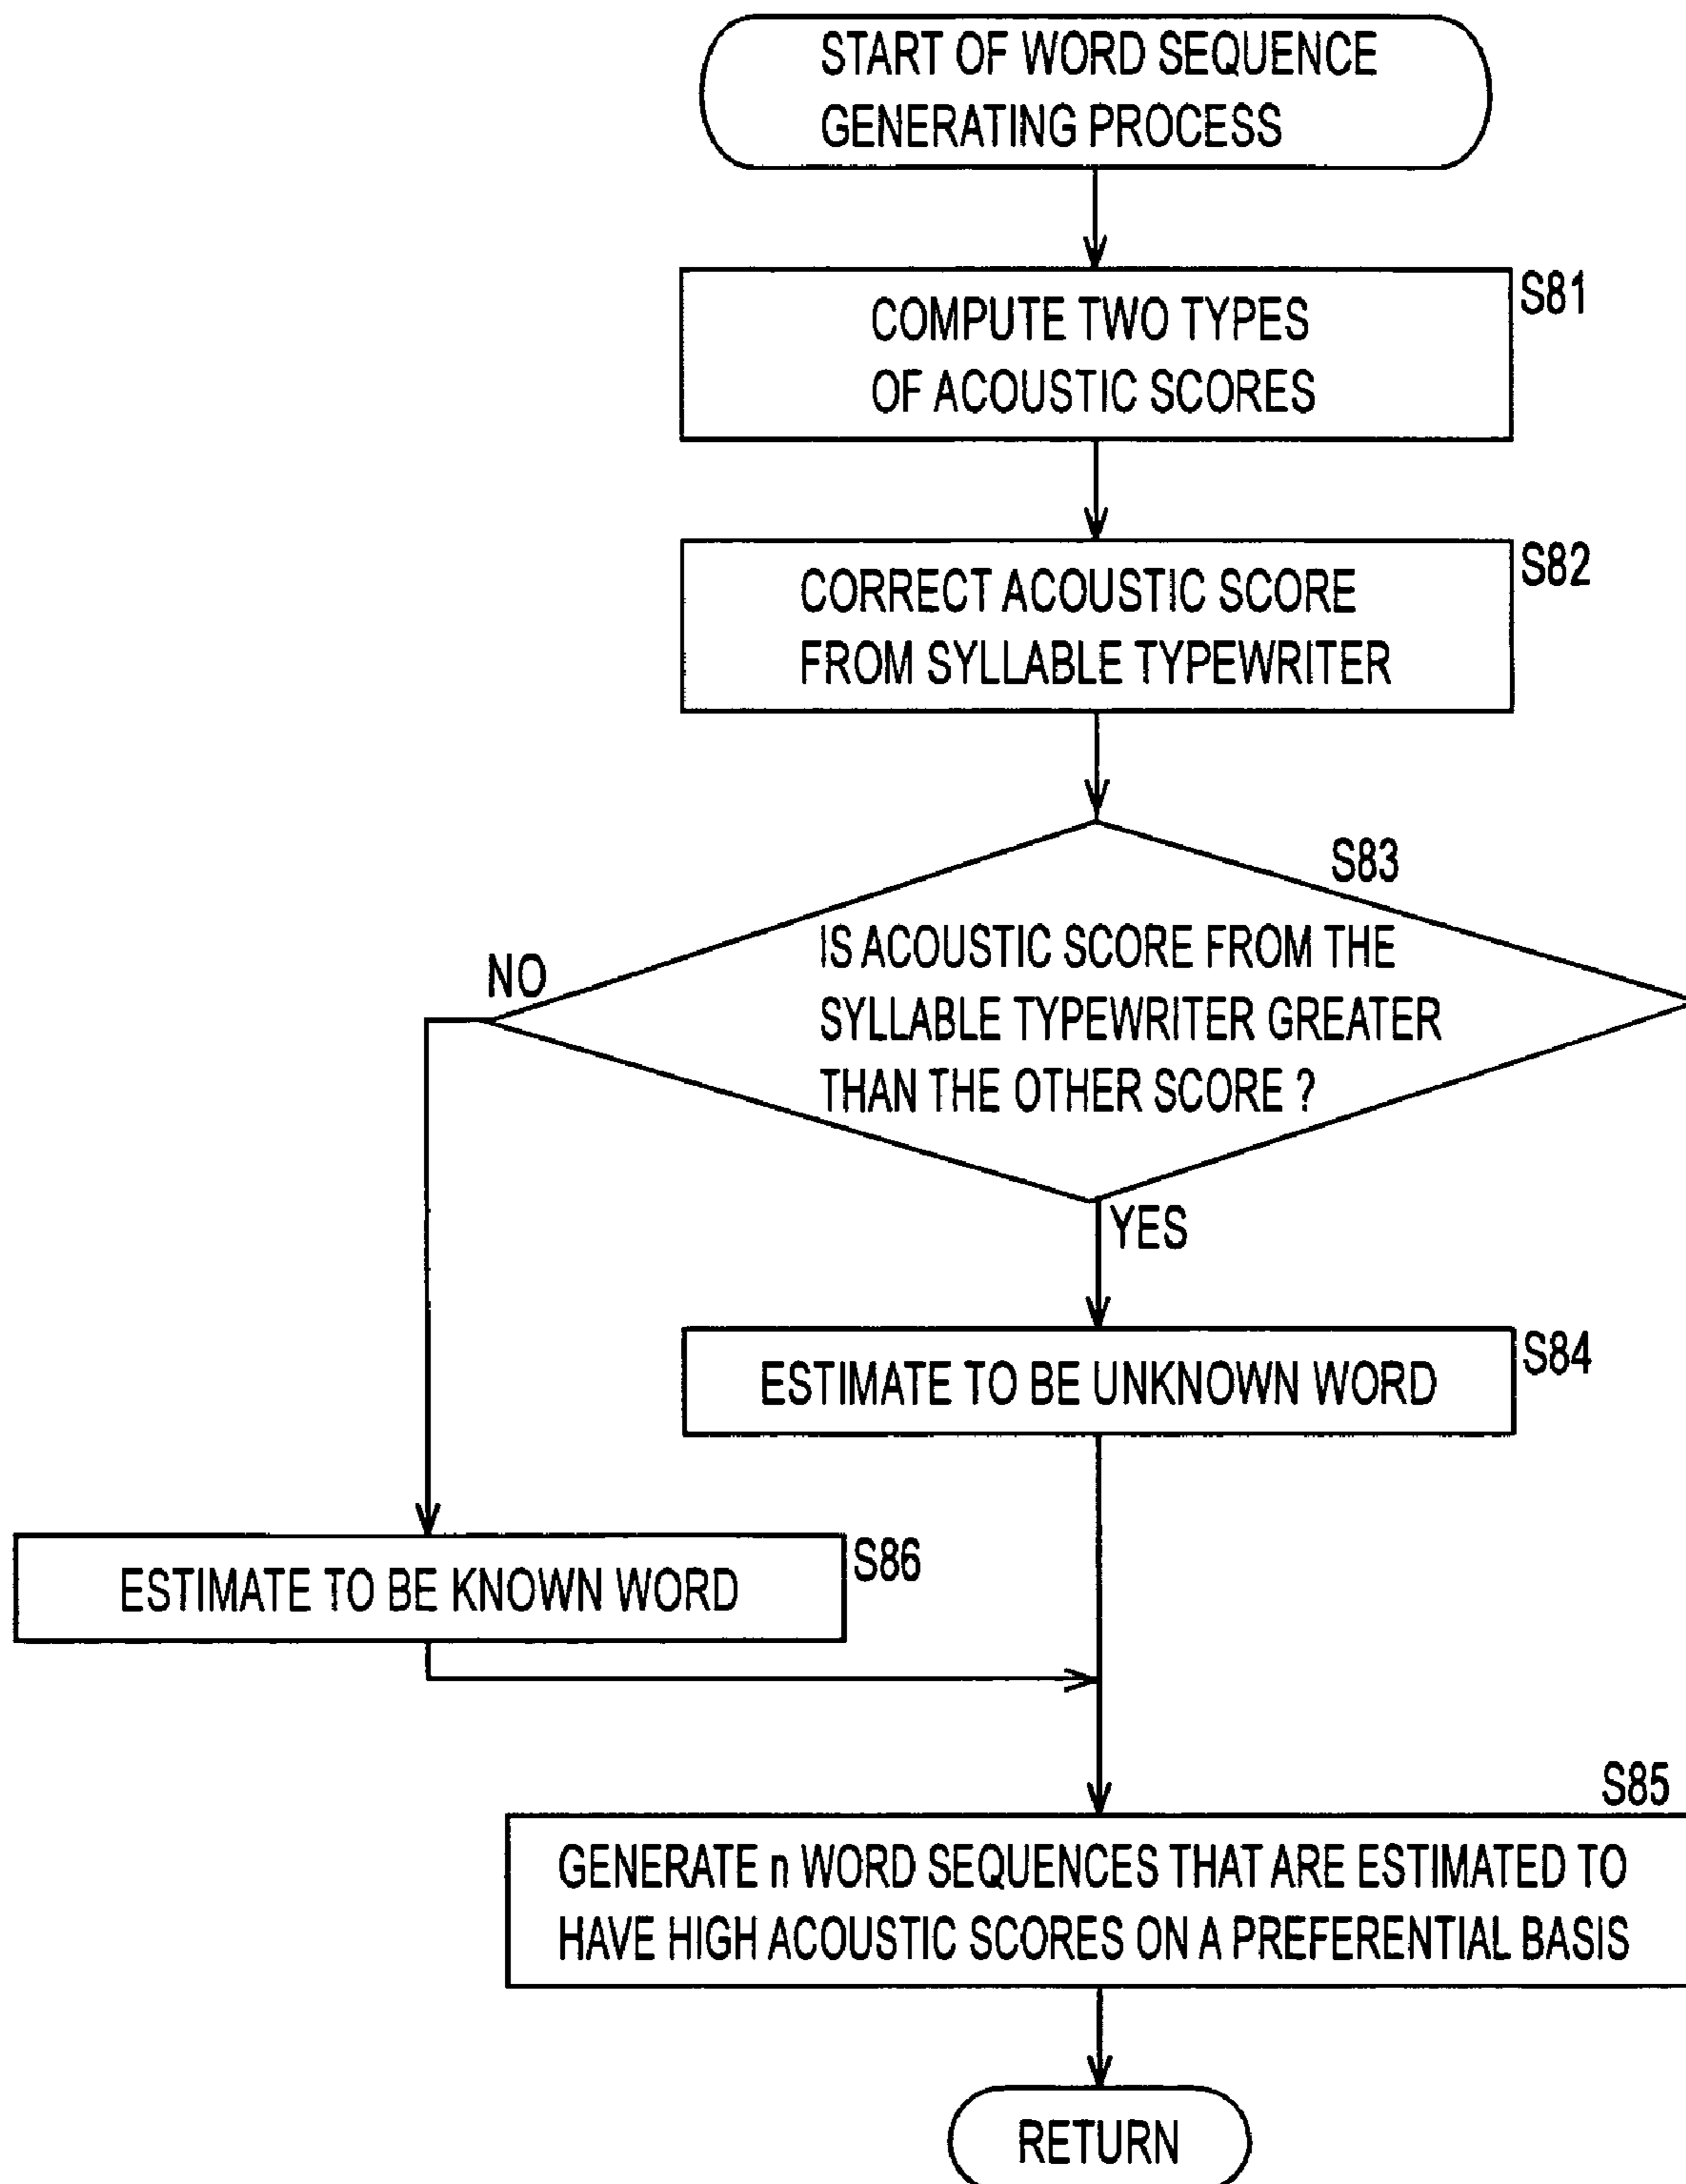 START OF WORD SEQUENCE
GENERATING PROCESS
S81
COMPUTE TWO TYPES
OF ACOUSTIC SCORES
S82
CORRECT ACOUSTIC SCORE
FROM SYLLABLE TYPEWRITER
S83
IS ACOUSTIC SCORE FROM THE
NO
SYLLABLE TYPEWRITER GREATER
THAN THE OTHER SCORE ?
YES
S84
ESTIMATE TO BE UNKNOWN WORD
S86
ESTIMATE TO BE KNOWN WORD
S85
GENERATE n WORD SEQUENCES THAT ARE ESTIMATED TO
HAVE HIGH ACOUSTIC SCORES ON A PREFERENTIAL BASIS
RETURN